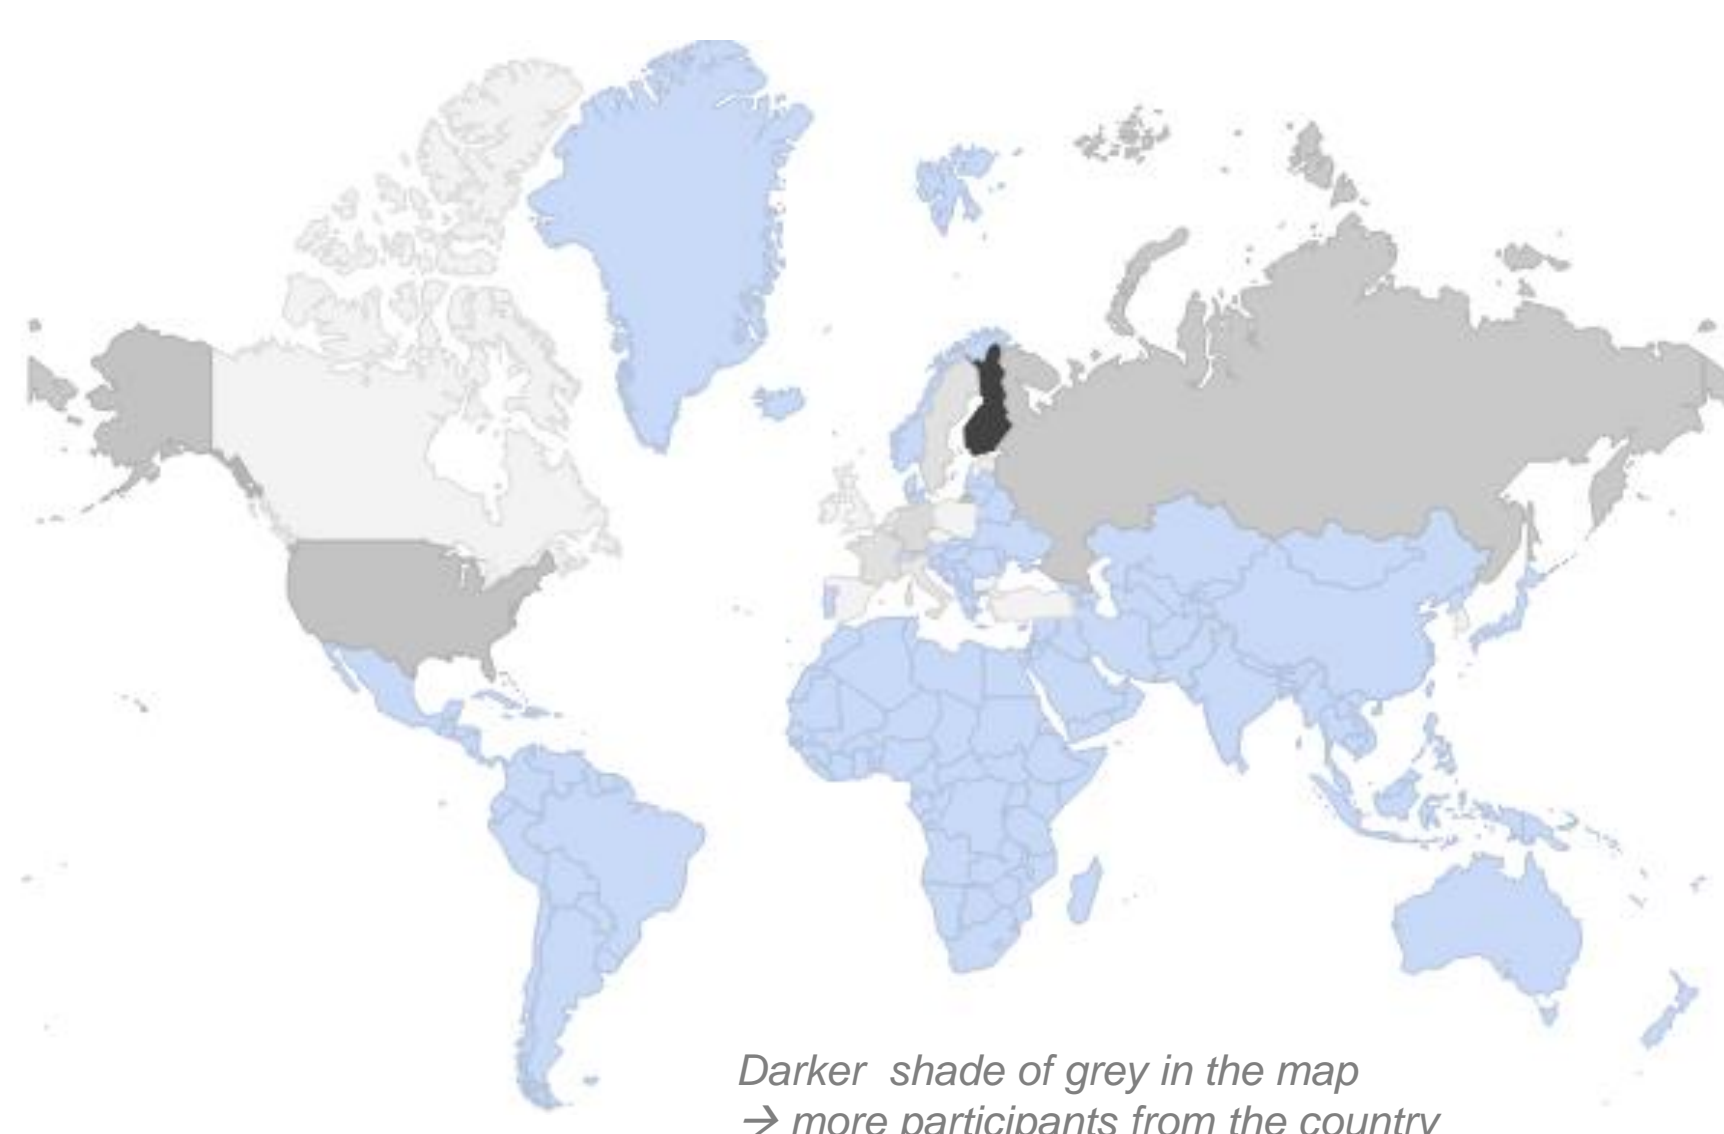 Darker  shade of grey in the map
→ more participants from the country